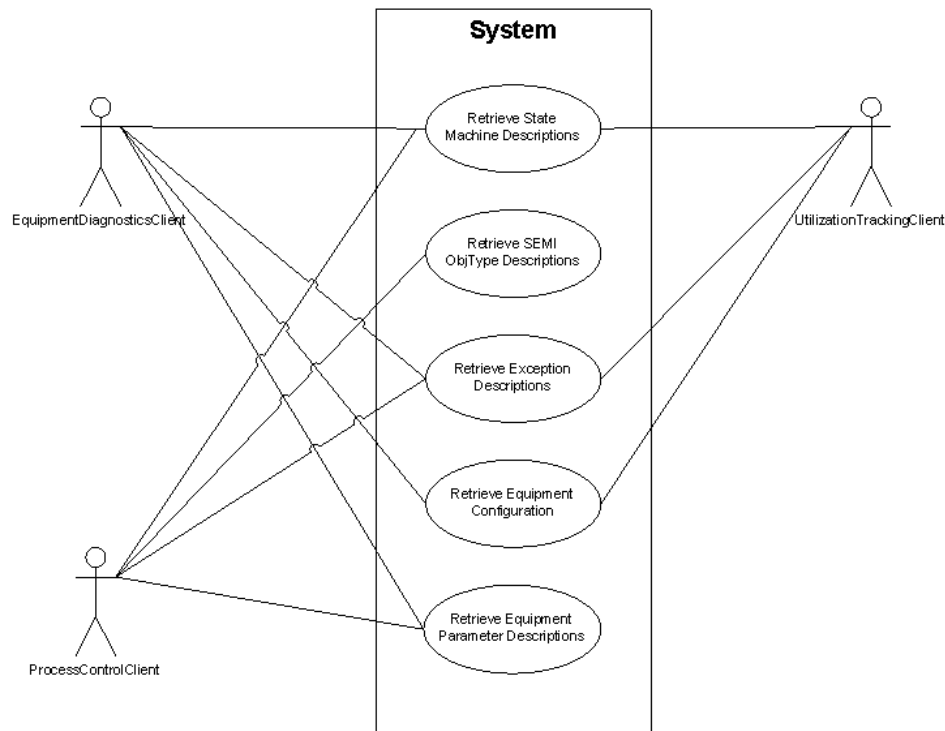 System
Retrieve State
Machine Descriptions
EquipmentDiagnosticsClient
UtilizationTrackingClient
Retrieve SEMI
ObjType Descriptions
Retrieve Exception
Descriptions
Retrieve Equipment
Configuration
Retrieve Equipment
Parameter Descriptions
ProcessControlClient